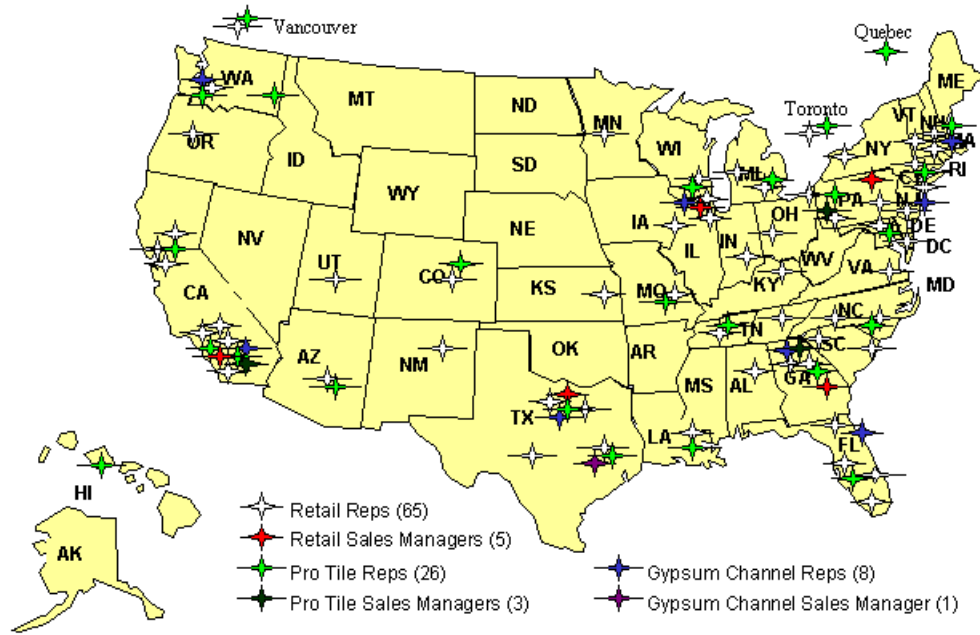 Vancouver
Quebec
WA
MT
ND
MN
ME
Toronto
VT
NH
MA
OR
ID
SD
WI
MI
NY
WY
CT
RI
IA
NE
PA
NJ
OH
NV
UT
CO
IL
IN
DE
DC
WV
VA
CA
KS
MO
KY
MD
NC
TN
AZ
NM
OK
AR
SC
MS
AL
GA
TX
LA
FL
HI
AK
Retail Reps (65)
Retail Sales Managers (5)
Pro Tile Reps (26)
Gypsum Channel Reps (8)
Pro Tile Sales Managers (3)
Gypsum Channel Sales Manager (1)